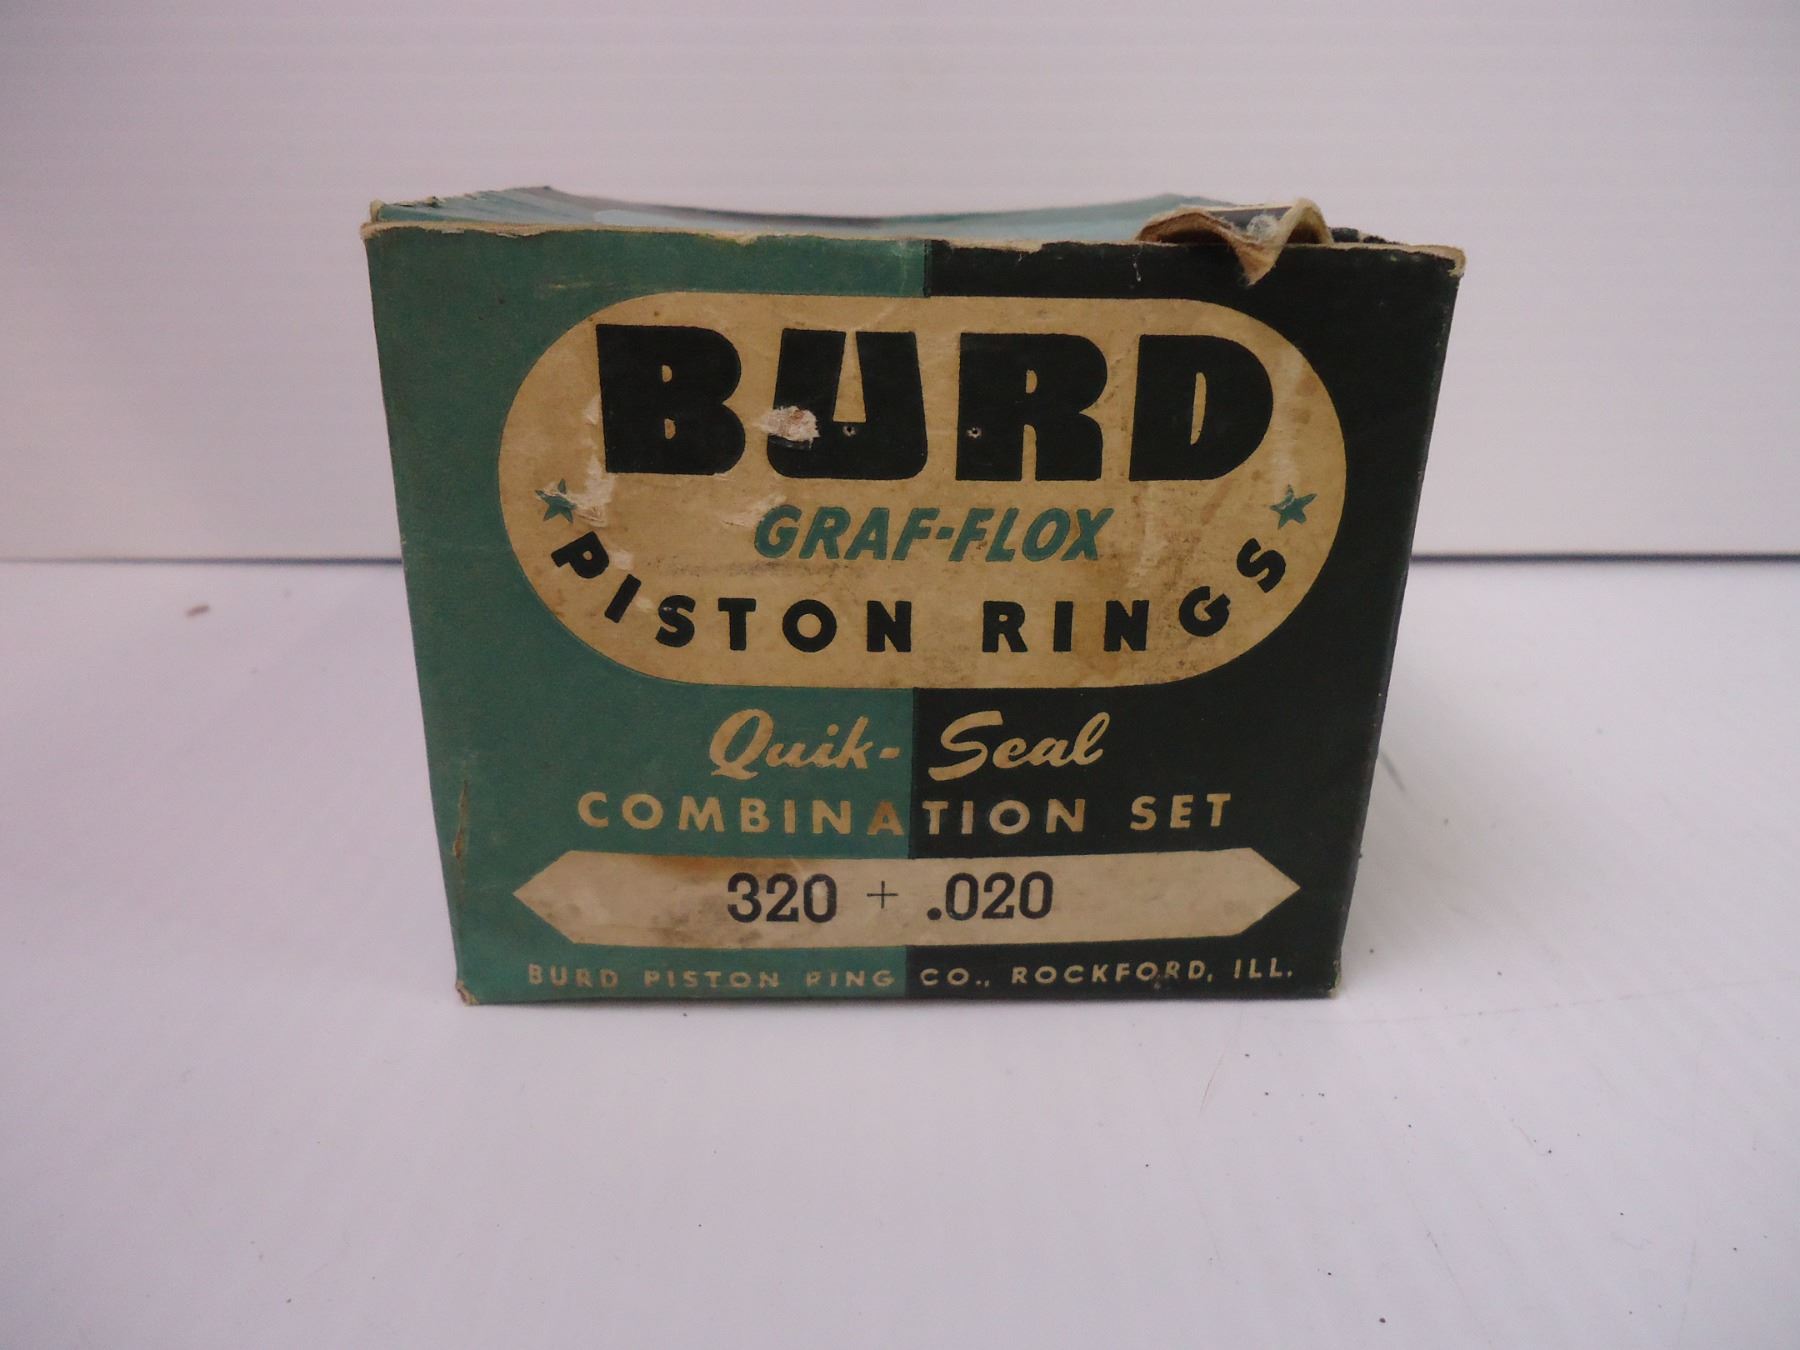 BURD
GRAF-FLOX
★ PISTON RINGS ★
Quik-Seal
COMBINATION SET
320 + .020
BURD PISTON RING CO., ROCKFORD, ILL.